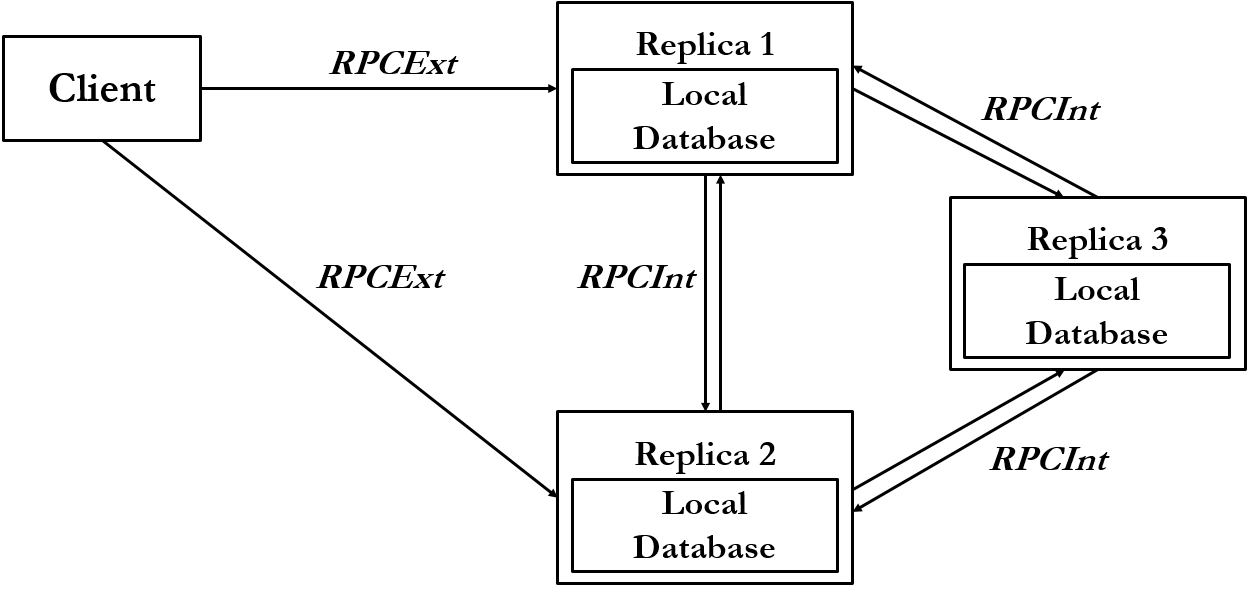 Client
RPCExt
Replica 1
Local
Database
RPCInt
Replica 3
Local
Database
RPCExt
RPCInt
Replica 2
Local
Database
RPCInt